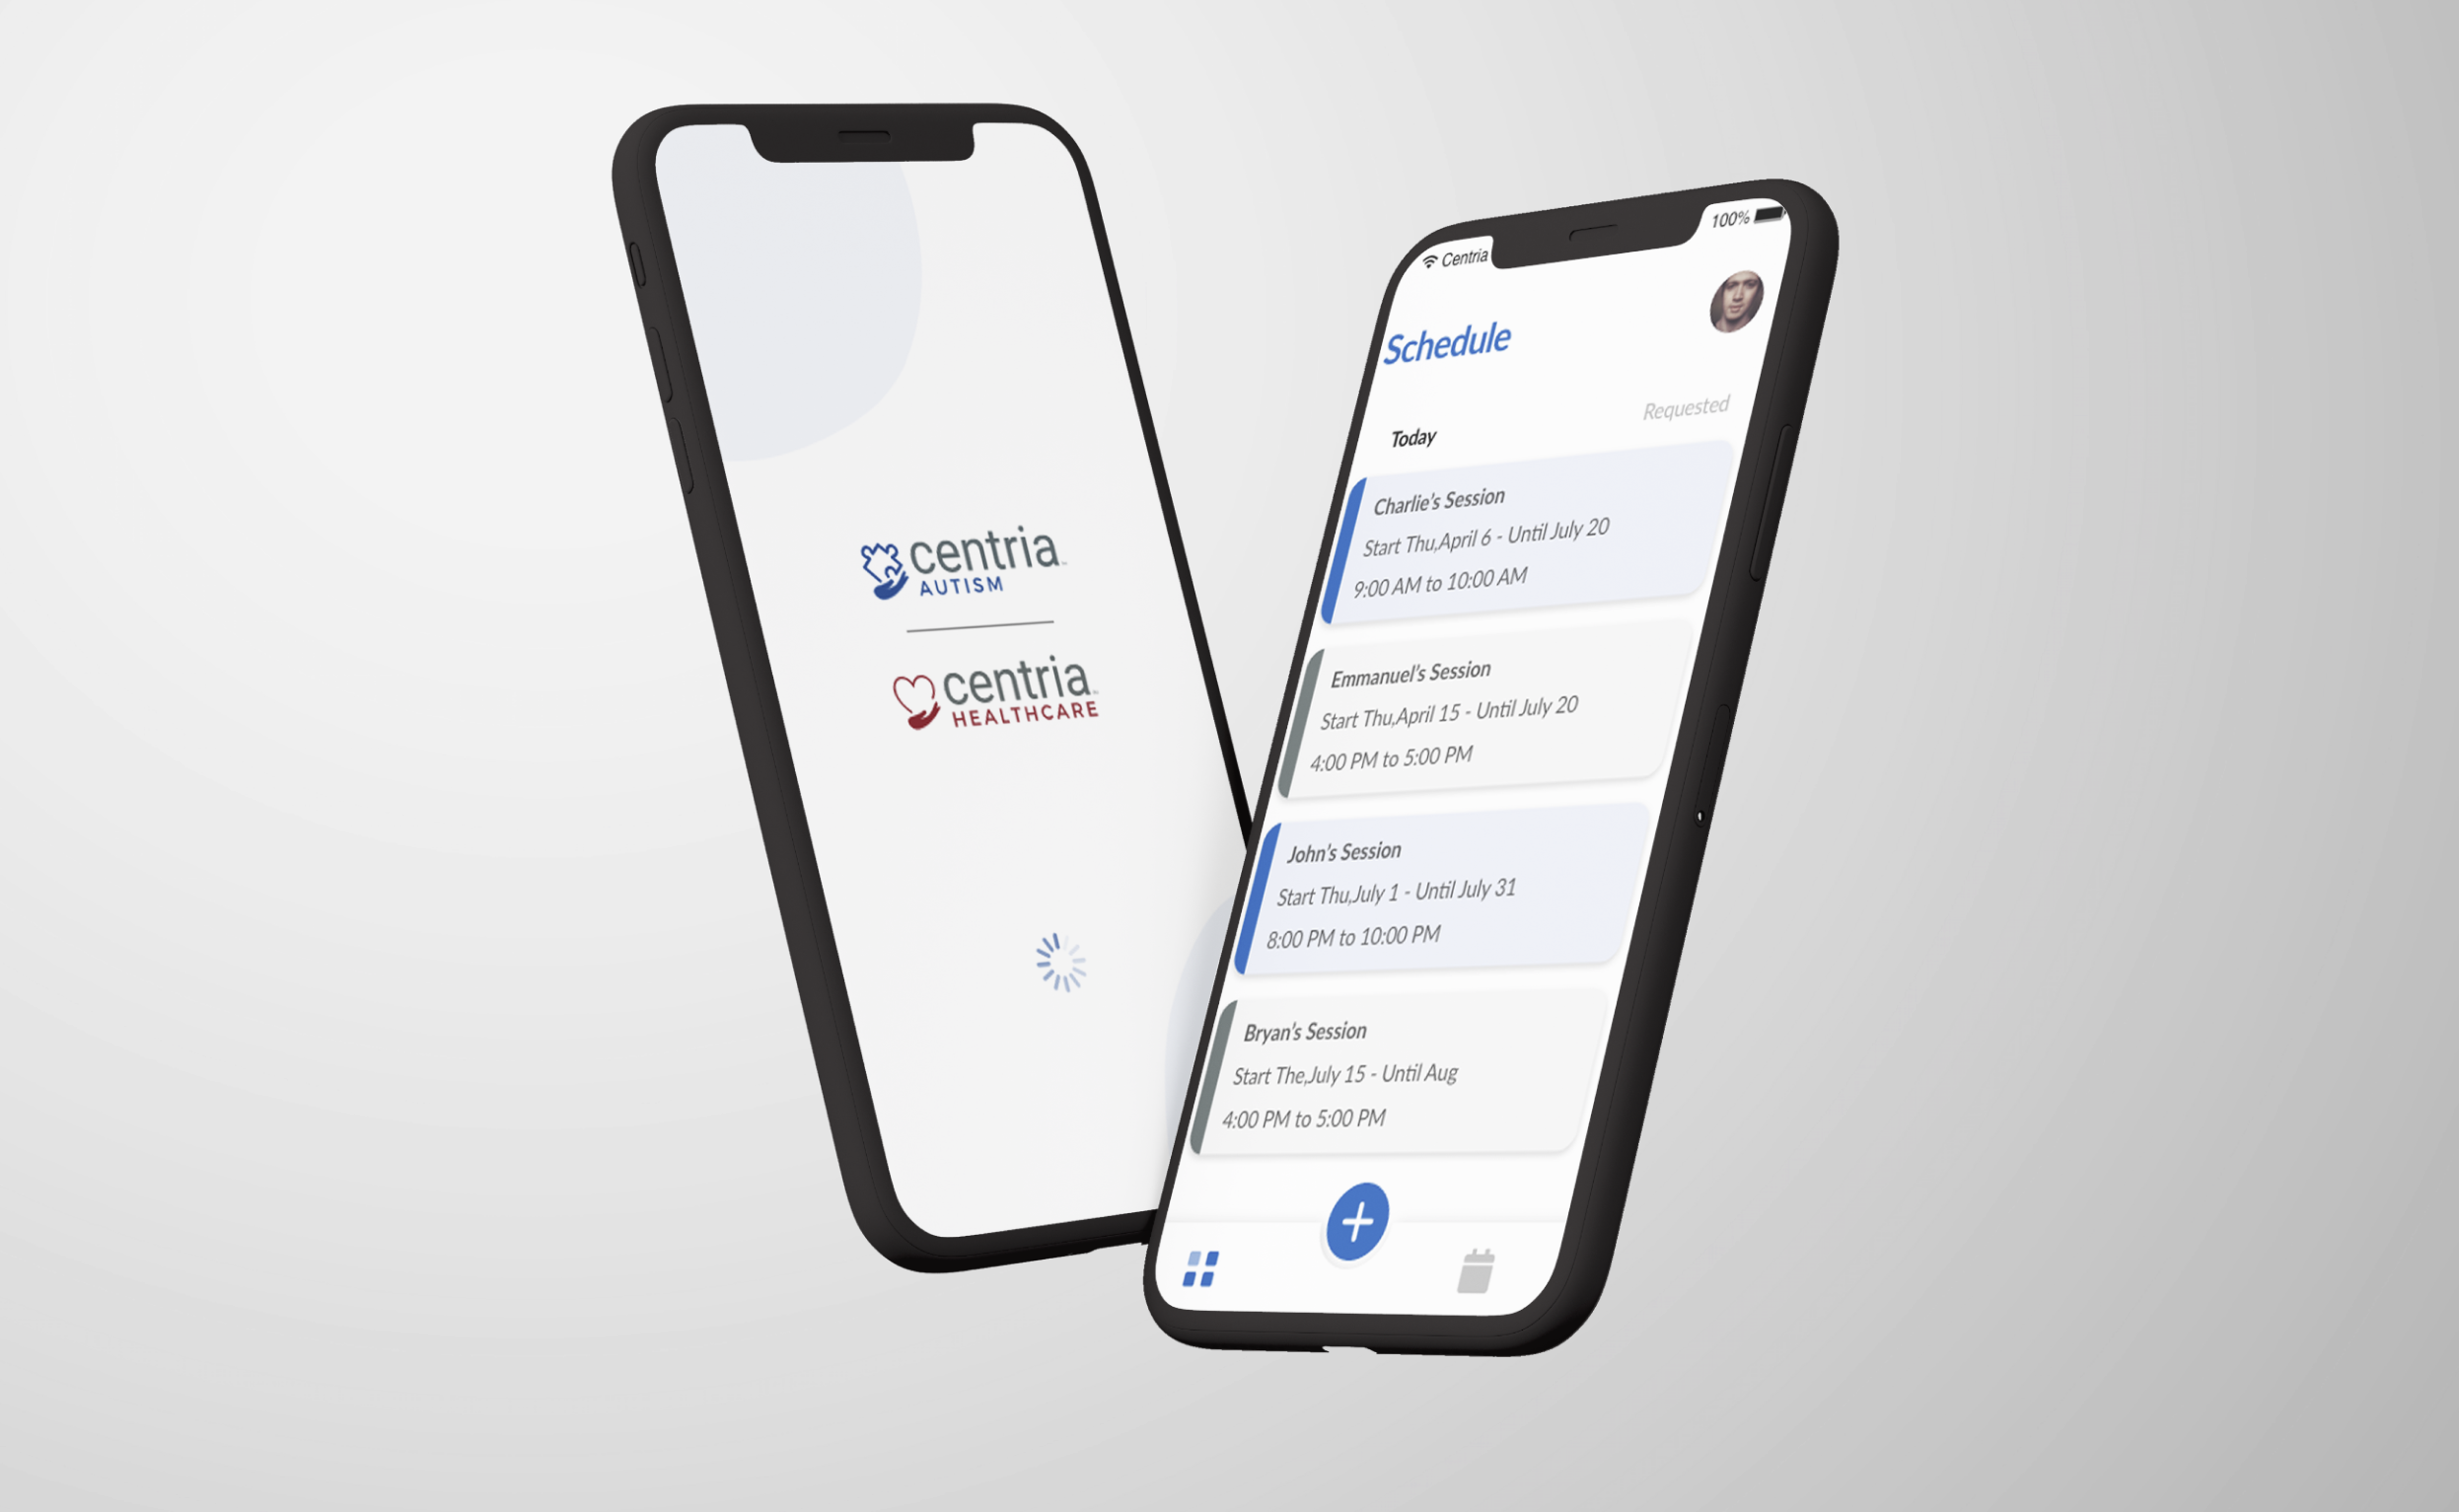 centria
AUTISM
centria
HEALTHCARE
Centria
100%
Schedule
Requested
Today
Charlie's Session
Start Thu,April 6 - Until July 20
9:00 AM to 10:00 AM
Emmanuel's Session
Start Thu,April 15 - Until July 20
4:00 PM to 5:00 PM
John's Session
Start Thu,July 1 - Until July 31
8:00 PM to 10:00 PM
Bryan's Session
Start The,July 15 - Until Aug
4:00 PM to 5:00 PM